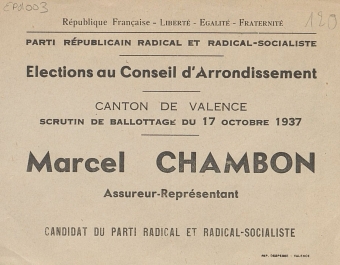 EPH003
120
République Française - LIBERTÉ - EGALITÉ - FRATERNITÉ
PARTI RÉPUBLICAIN RADICAL ET RADICAL-SOCIALISTE
Elections au Conseil d'Arrondissement
CANTON DE VALENCE
SCRUTIN DE BALLOTTAGE DU 17 OCTOBRE 1937
Marcel CHAMBON
Assureur-Représentant
CANDIDAT DU PARTI RADICAL ET RADICAL-SOCIALISTE